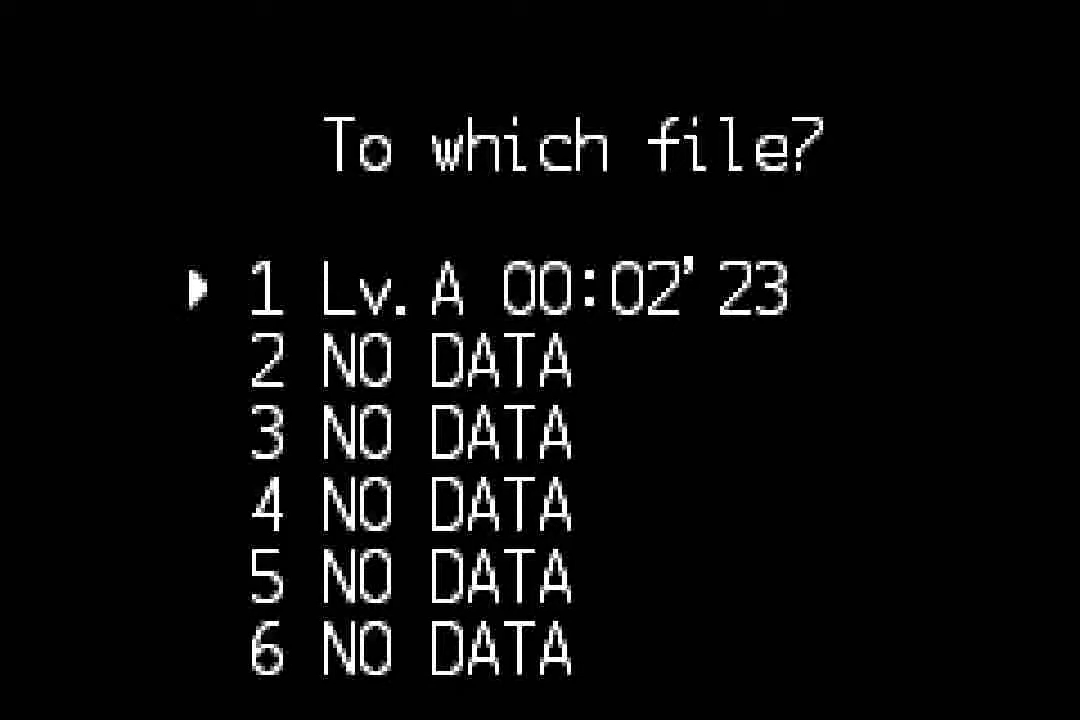 To which file?
1 Lv.A 00:02'23
2 NO DATA
3 NO DATA
4 NO DATA
5 NO DATA
6 NO DATA